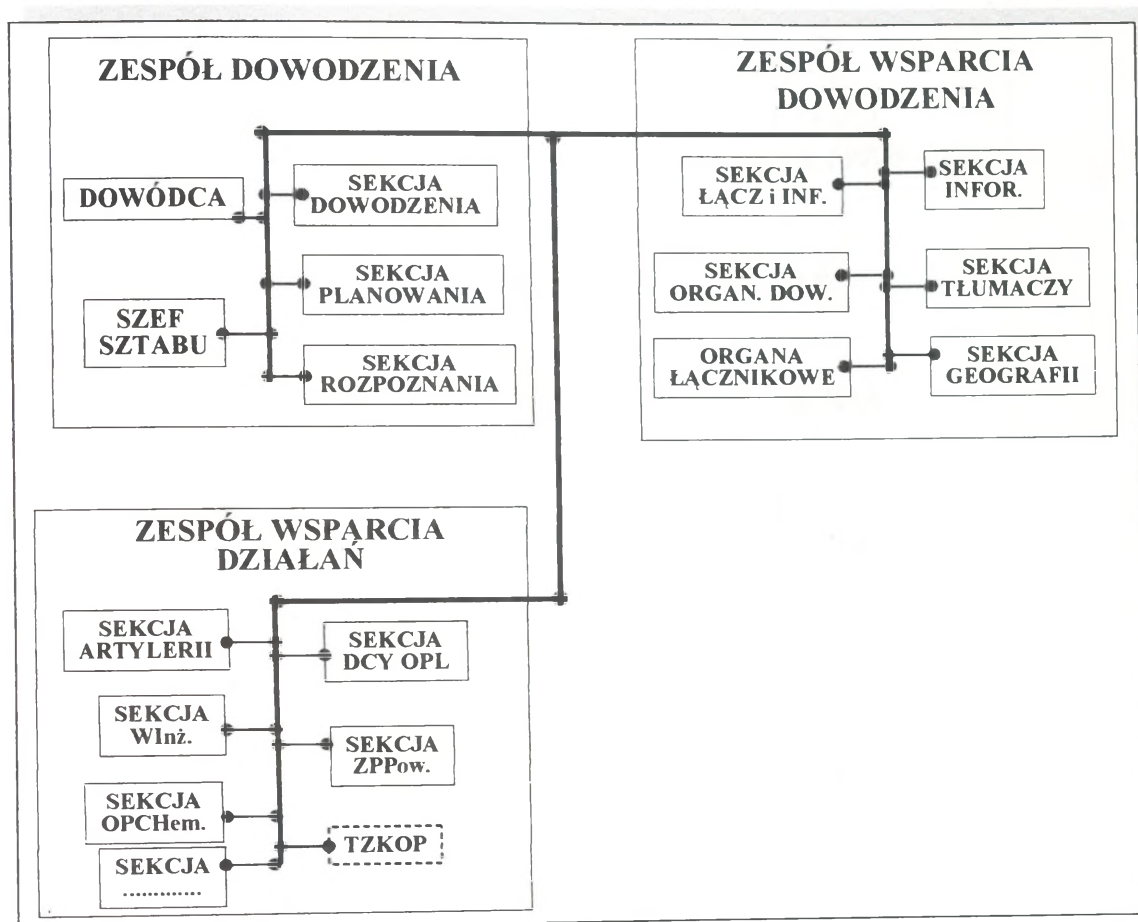 ZESPÓŁ DOWODZENIA
DOWÓDCA
SEKCJA
DOWODZENIA
SEKCJA
PLANOWANIA
SZEF
SZTABU
SEKCJA
ROZPOZNANIA
ZESPÓŁ WSPARCIA
DOWODZENIA
SEKCJA
ŁĄCZ i INF.
SEKCJA
INFOR.
SEKCJA
ORGAN. DOW.
SEKCJA
TŁUMACZY
ORGANA
ŁĄCZNIKOWE
SEKCJA
GEOGRAFII
ZESPÓŁ WSPARCIA
DZIAŁAŃ
SEKCJA
ARTYLERII
SEKCJA
DCY OPL
SEKCJA
WInż.
SEKCJA
ZPPow.
SEKCJA
OPCHem.
TZKOP
SEKCJA
.............